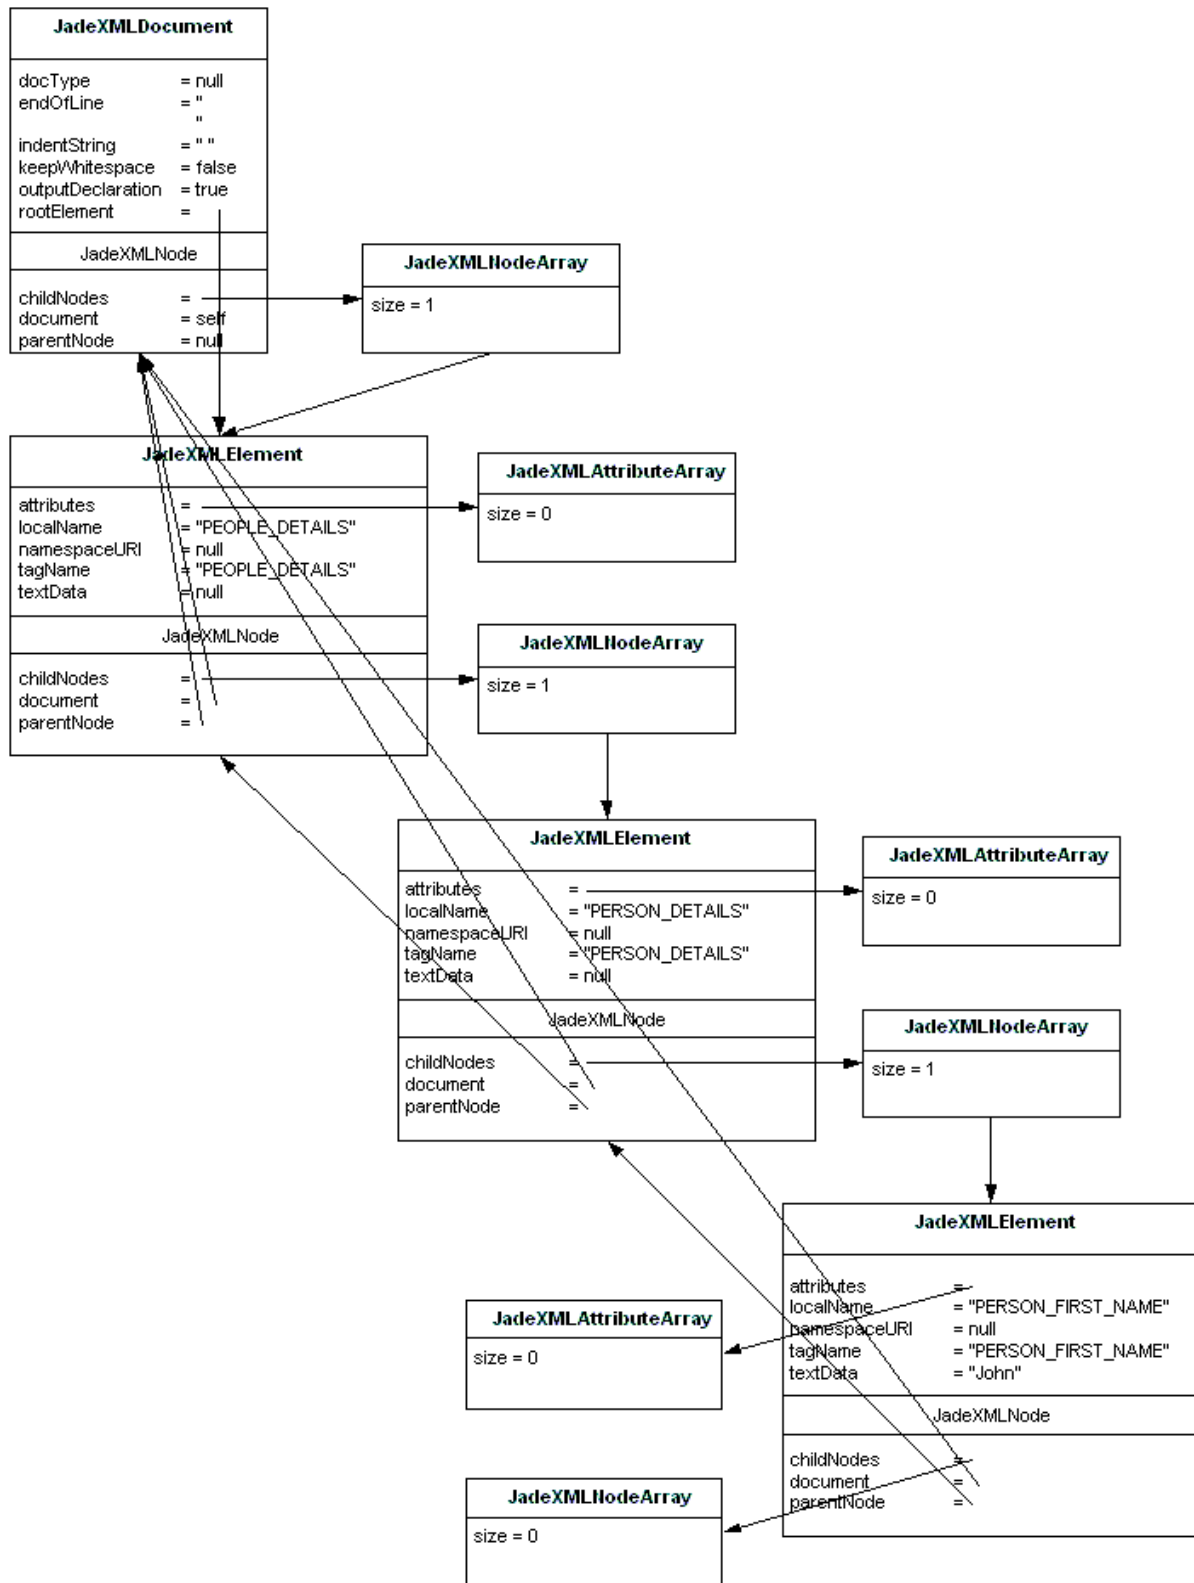 JadeXMLDocument
docType = null
endOfLine = "
"
indentString = " "
keepWhitespace = false
outputDeclaration = true
rootElement =
JadeXMLNode
childNodes =
document = self
parentNode = null
JadeXMLNodeArray
size = 1
JadeXMLElement
attributes =
localName = "PEOPLE_DETAILS"
namespaceURI = null
tagName = "PEOPLE_DETAILS"
textData = null
JadeXMLNode
childNodes =
document =
parentNode =
JadeXMLAttributeArray
size = 0
JadeXMLNodeArray
size = 1
JadeXMLElement
attributes =
localName = "PERSON_DETAILS"
namespaceURI = null
tagName = "PERSON_DETAILS"
textData = null
JadeXMLNode
childNodes =
document =
parentNode =
JadeXMLAttributeArray
size = 0
JadeXMLNodeArray
size = 1
JadeXMLElement
attributes =
localName = "PERSON_FIRST_NAME"
namespaceURI = null
tagName = "PERSON_FIRST_NAME"
textData = "John"
JadeXMLNode
childNodes =
document =
parentNode =
JadeXMLAttributeArray
size = 0
JadeXMLNodeArray
size = 0